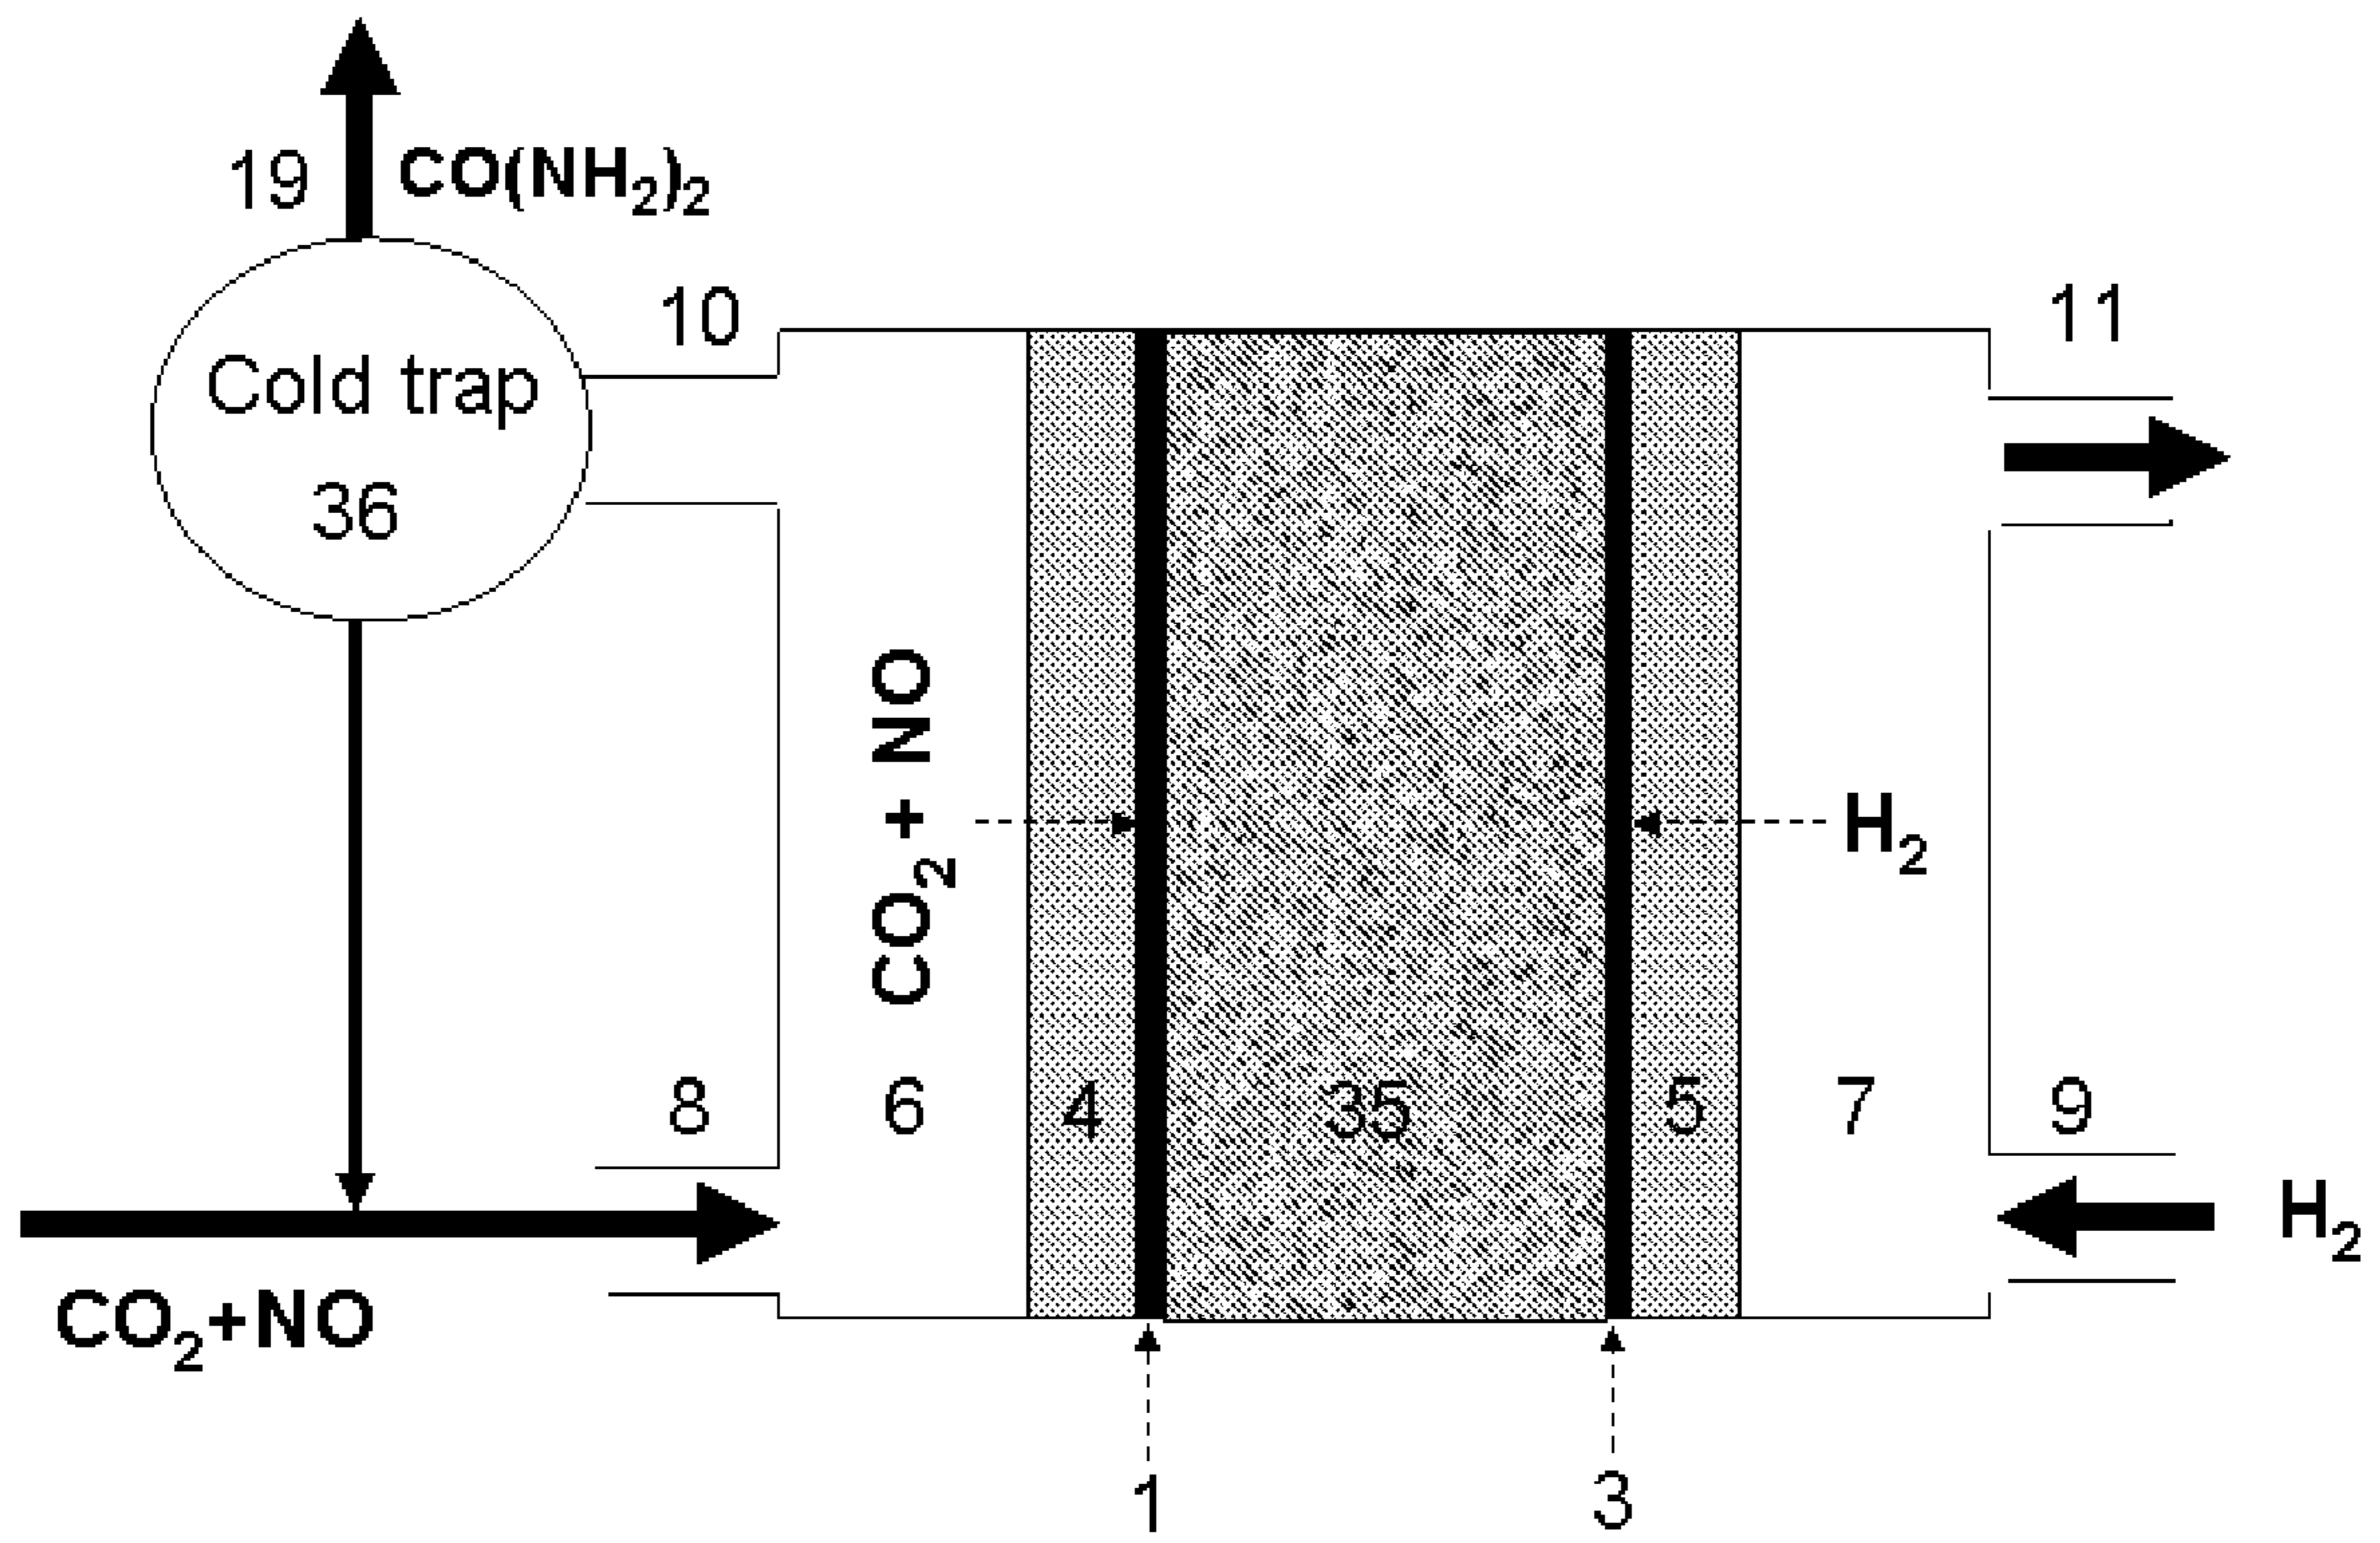 19
CO(NH₂)₂
10
11
Cold trap
36
CO₂ + NO
H₂
8
6
4
35
5
7
9
H₂
CO₂+NO
1
3